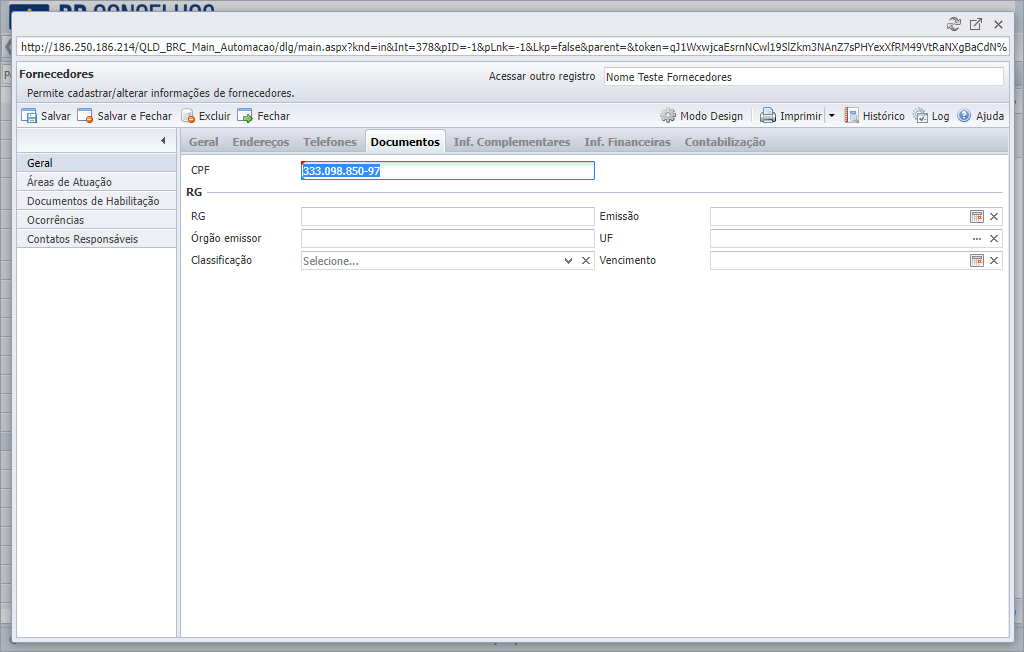 http://186.250.186.214/QLD_BRC_Main_Automacao/dlg/main.aspx?knd=in&Int=378&pID=-1&pLnk=-1&Lkp=false&parent=&token=qJ1WxwjcaEsrnNCwl19SlZkm3NAnZ7sPHYexXfRM49VtRaNXgBaCdN%
Fornecedores Acessar outro registro Nome Teste Fornecedores
Permite cadastrar/alterar informações de fornecedores.
Salvar Salvar e Fechar Excluir Fechar Modo Design Imprimir Histórico Log Ajuda
Geral Endereços Telefones Documentos Inf. Complementares Inf. Financeiras Contabilização
Geral
Áreas de Atuação
Documentos de Habilitação
Ocorrências
Contatos Responsáveis
CPF 333.098.850-97
RG
RG Emissão
Órgão emissor UF
Classificação Selecione... Vencimento